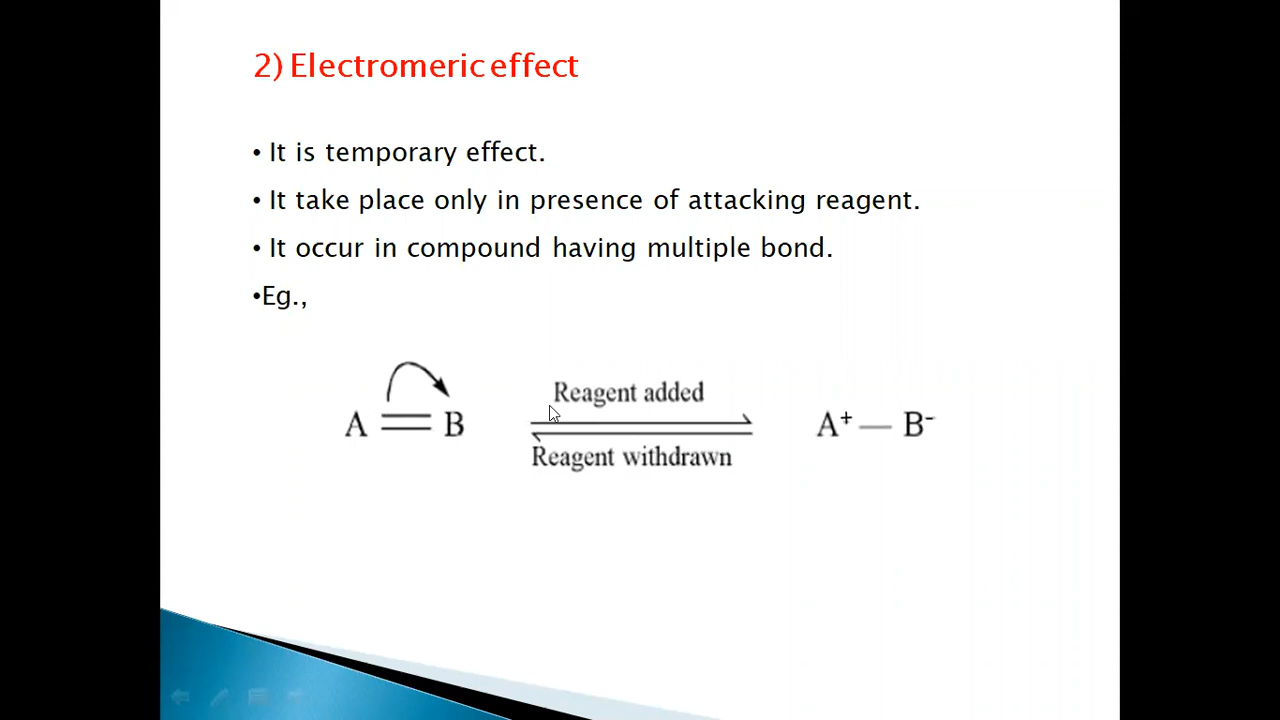 2) Electromeric effect
• It is temporary effect.
• It take place only in presence of attacking reagent.
• It occur in compound having multiple bond.
•Eg.,
Reagent added
A = B A⁺ — B⁻
Reagent withdrawn